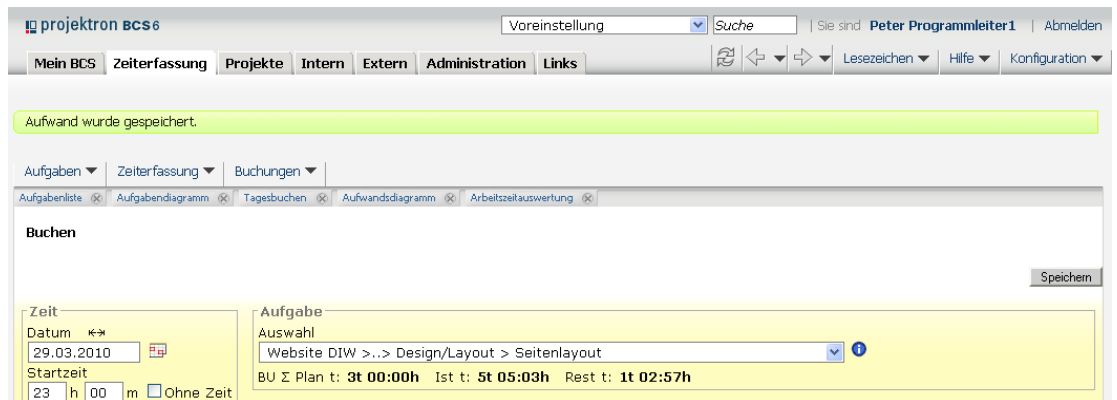 projektron BCS6 Voreinstellung Suche | Sie sind Peter Programmleiter1 | Abmelden
Mein BCS Zeiterfassung Projekte Intern Extern Administration Links Lesezeichen Hilfe Konfiguration
Aufwand wurde gespeichert.
Aufgaben Zeiterfassung Buchungen
Aufgabenliste Aufgabendiagramm Tagesbuchen Aufwandsdiagramm Arbeitszeitauswertung
Buchen
Speichern
Zeit Aufgabe
Datum Auswahl
29.03.2010 Website DIW >..> Design/Layout > Seitenlayout
Startzeit BU Σ Plan t: 3t 00:00h Ist t: 5t 05:03h Rest t: 1t 02:57h
23 h 00 m Ohne Zeit